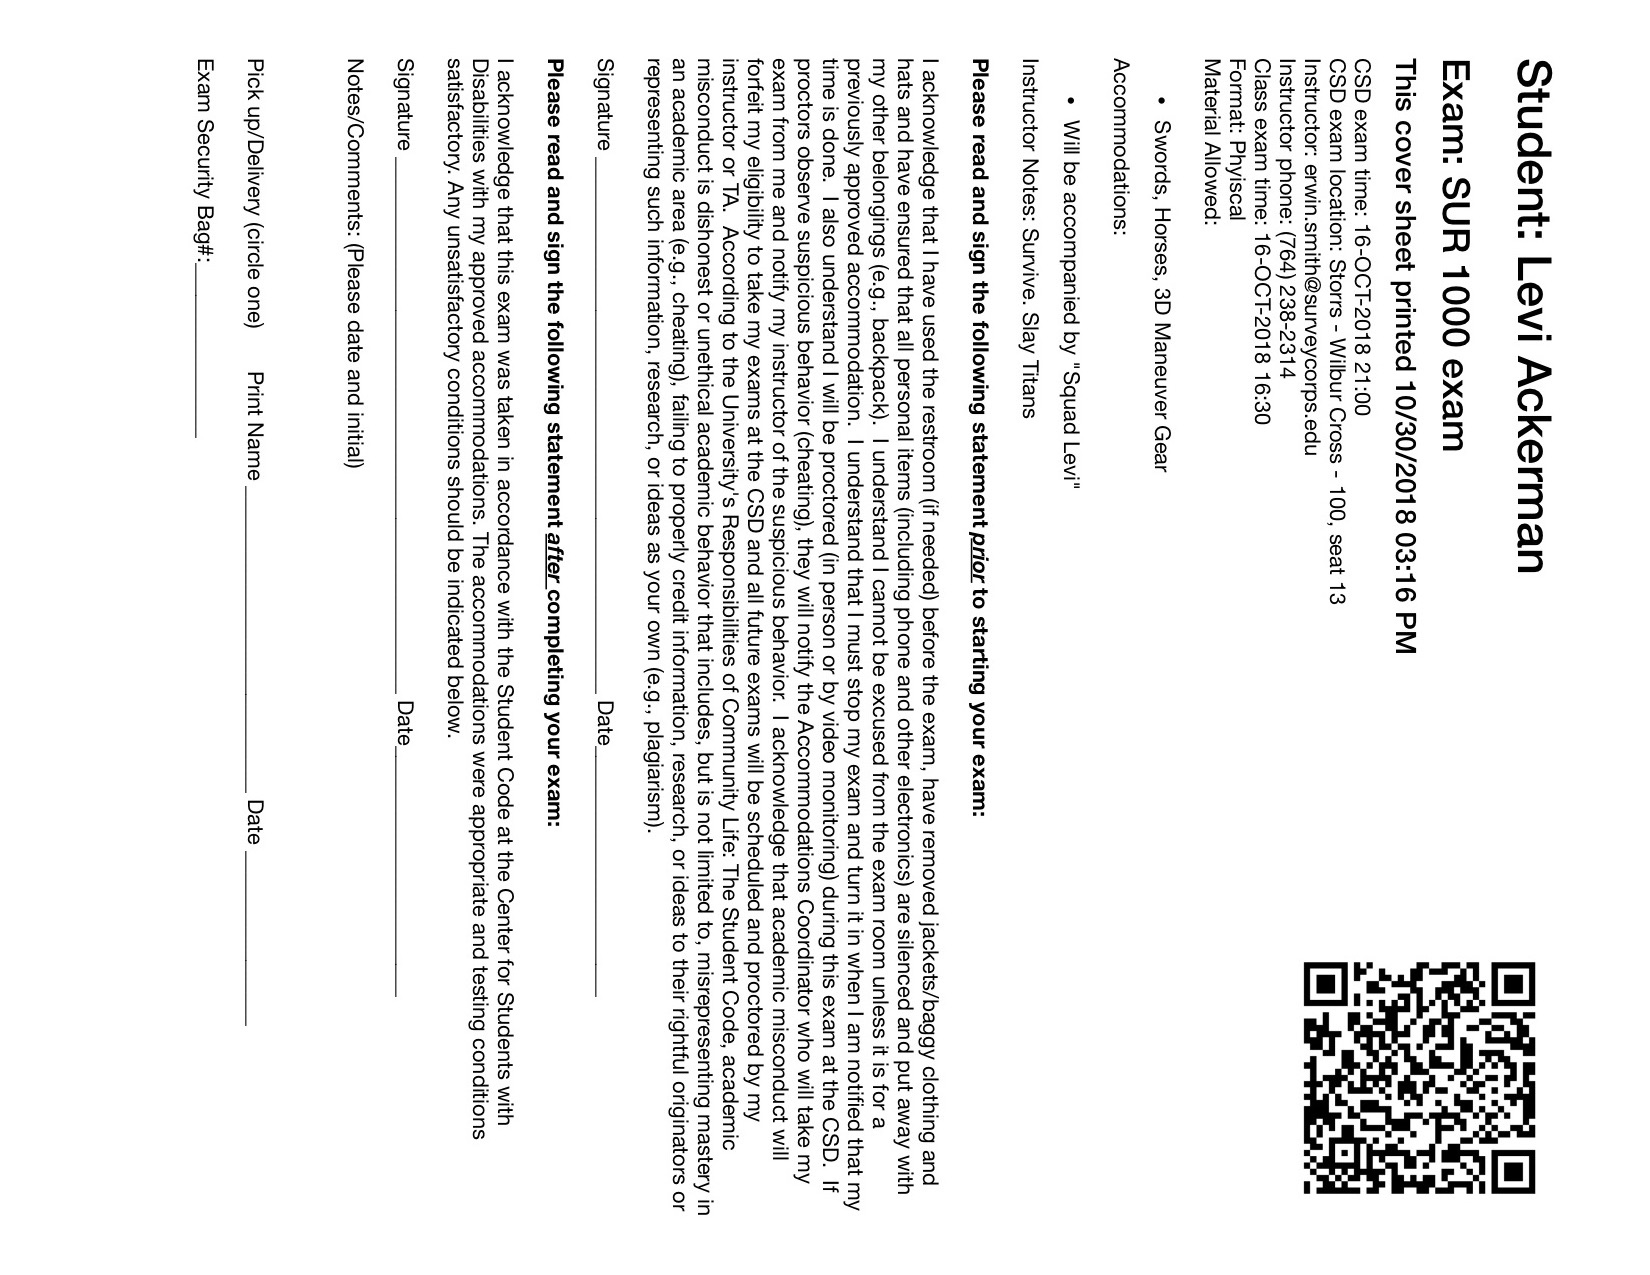 Student: Levi Ackerman
Exam: SUR 1000 exam
This cover sheet printed 10/30/2018 03:16 PM
CSD exam time: 16-OCT-2018 21:00
CSD exam location: Storrs - Wilbur Cross - 100, seat 13
Instructor: erwin.smith@surveycorps.edu
Instructor phone: (764) 238-2314
Class exam time: 16-OCT-2018 16:30
Format: Phyiscal
Material Allowed:
• Swords, Horses, 3D Maneuver Gear
Accommodations:
• Will be accompanied by "Squad Levi"
Instructor Notes: Survive. Slay Titans
Please read and sign the following statement prior to starting your exam:
I acknowledge that I have used the restroom (if needed) before the exam, have removed jackets/baggy clothing and
hats and have ensured that all personal items (including phone and other electronics) are silenced and put away with
my other belongings (e.g., backpack). I understand I cannot be excused from the exam room unless it is for a
previously approved accommodation. I understand that I must stop my exam and turn it in when I am notified that my
time is done. I also understand I will be proctored (in person or by video monitoring) during this exam at the CSD. If
proctors observe suspicious behavior (cheating), they will notify the Accommodations Coordinator who will take my
exam from me and notify my instructor of the suspicious behavior. I acknowledge that academic misconduct will
forfeit my eligibility to take my exams at the CSD and all future exams will be scheduled and proctored by my
instructor or TA. According to the University's Responsibilities of Community Life: The Student Code, academic
misconduct is dishonest or unethical academic behavior that includes, but is not limited to, misrepresenting mastery in
an academic area (e.g., cheating), failing to properly credit information, research, or ideas to their rightful originators or
representing such information, research, or ideas as your own (e.g., plagiarism).
Signature Date
Please read and sign the following statement after completing your exam:
I acknowledge that this exam was taken in accordance with the Student Code at the Center for Students with
Disabilities with my approved accommodations. The accommodations were appropriate and testing conditions
satisfactory. Any unsatisfactory conditions should be indicated below.
Signature Date
Notes/Comments: (Please date and initial)
Pick up/Delivery (circle one) Print Name Date
Exam Security Bag#: